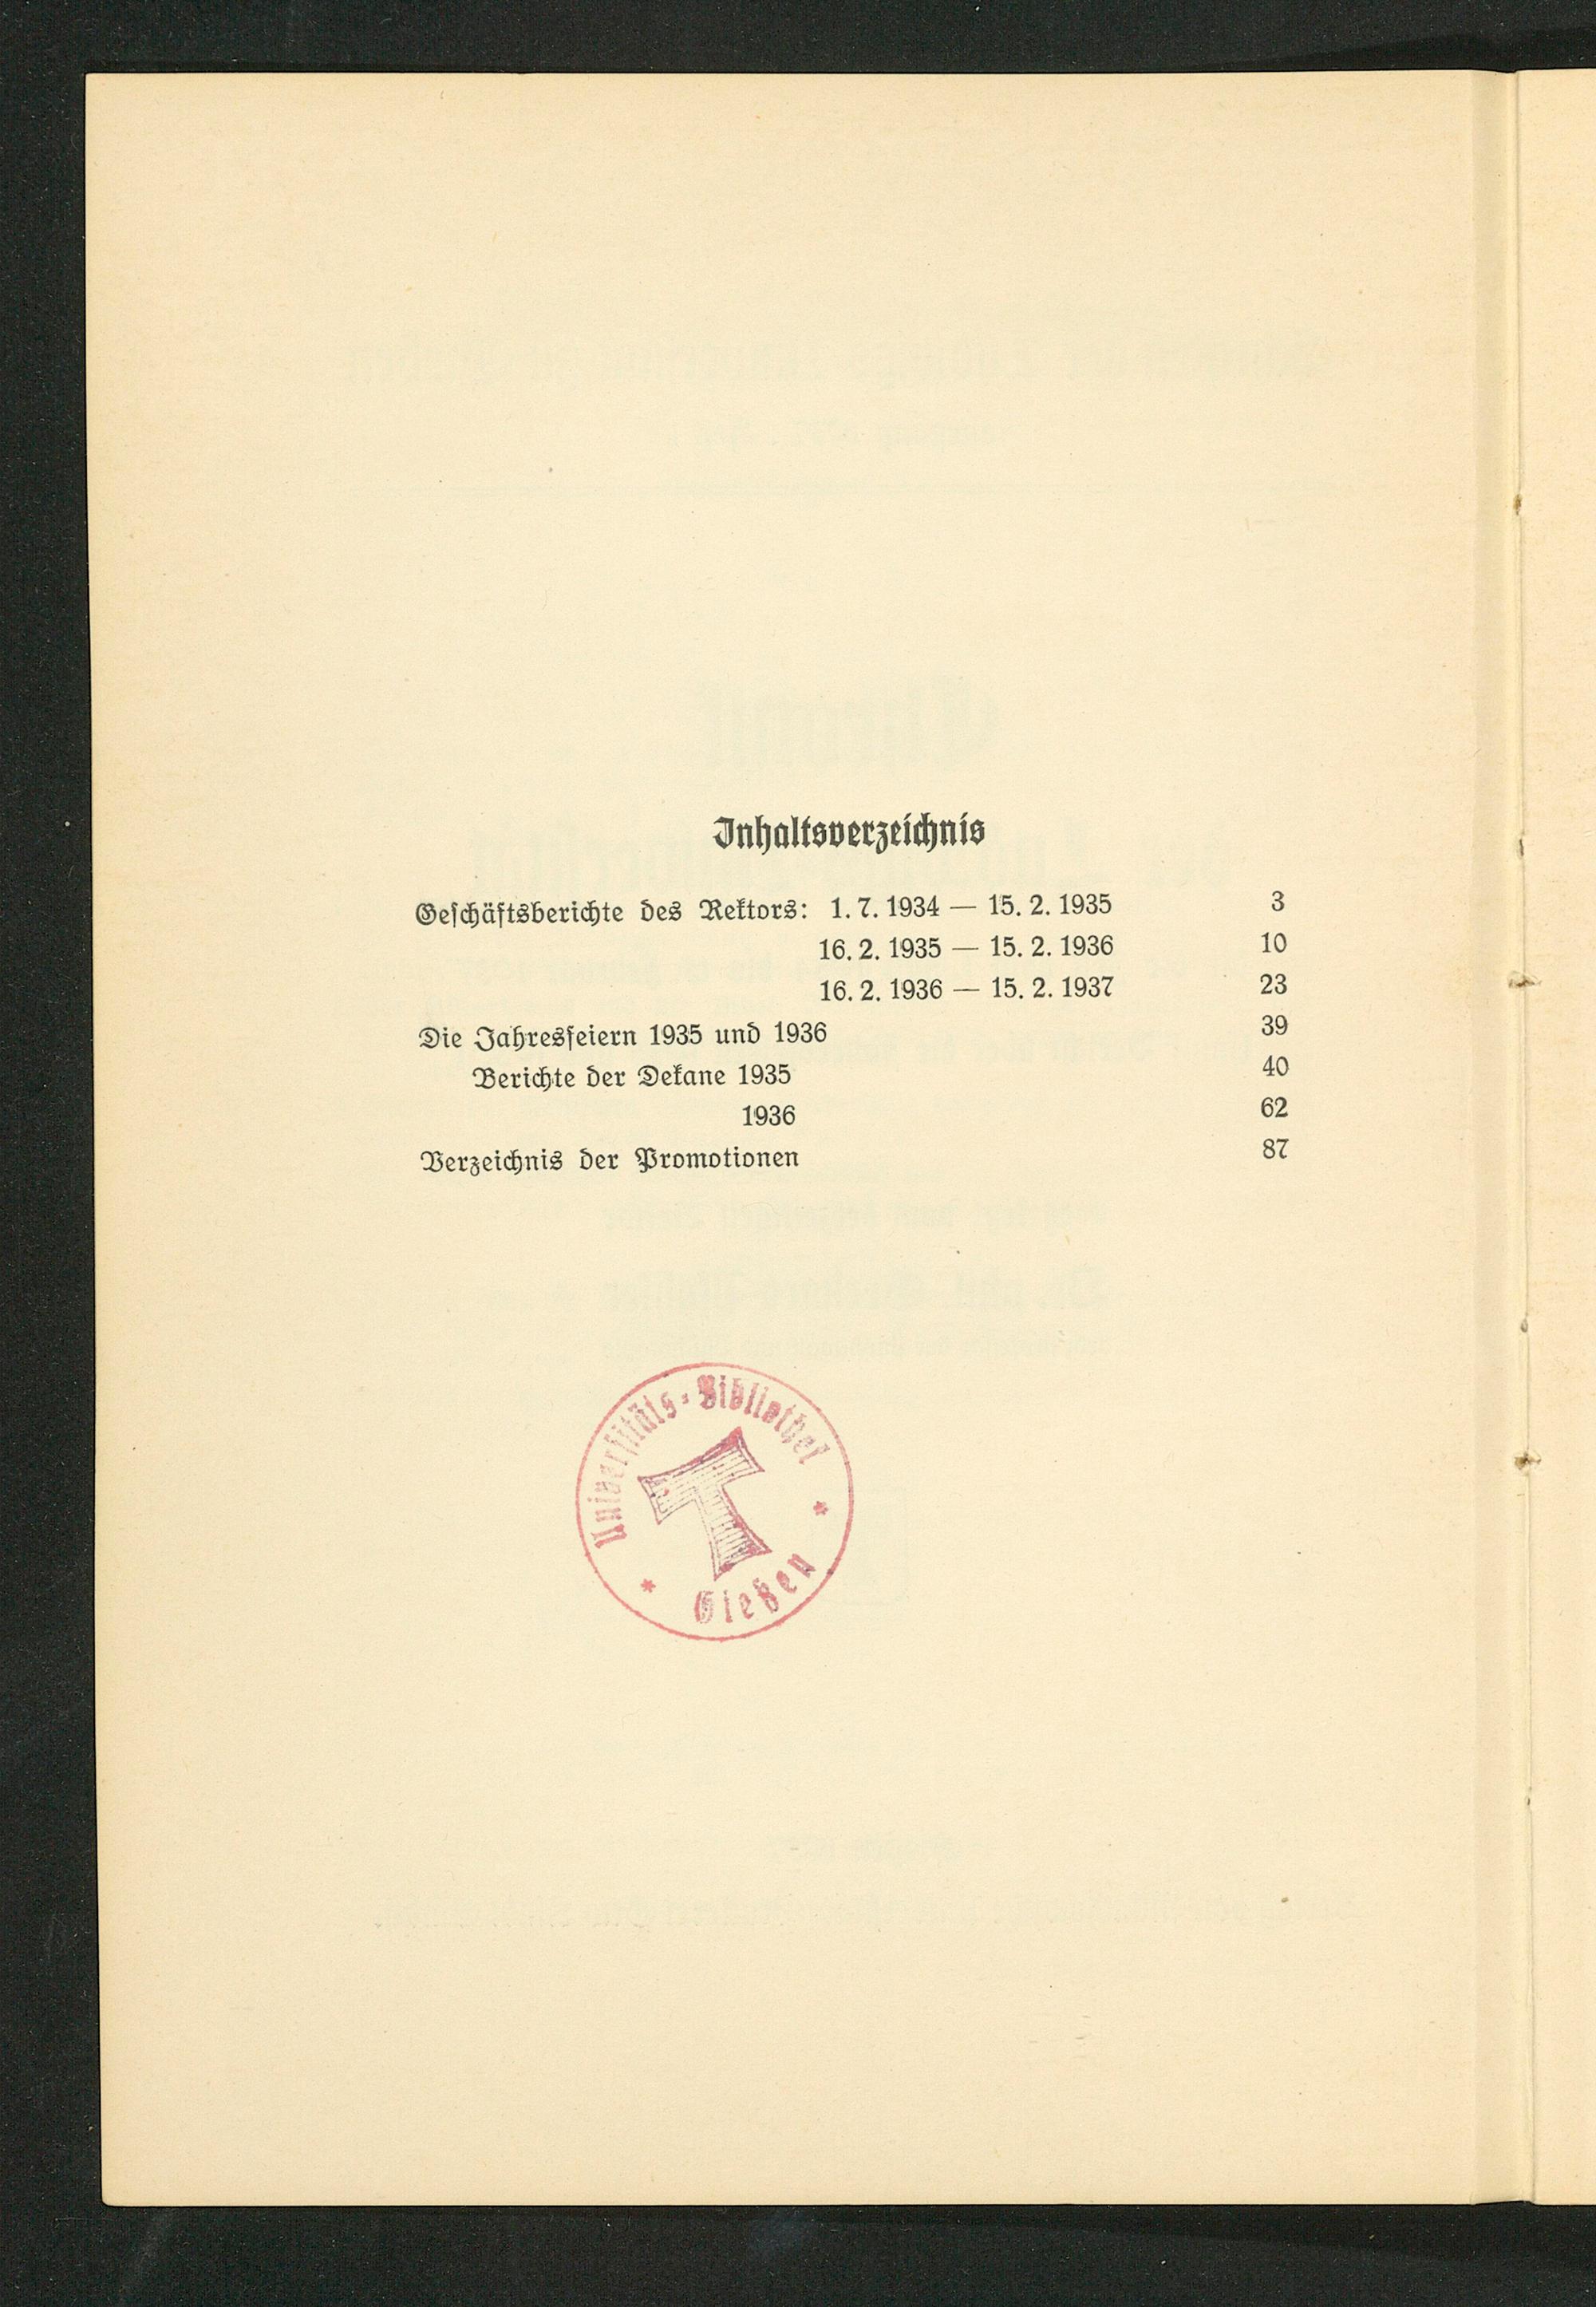 Inhaltsverzeichnis
Geschäftsberichte des Rektors: 1. 7. 1934 — 15. 2. 1935 3
16. 2. 1935 — 15. 2. 1936 10
16. 2. 1936 — 15. 2. 1937 23
Die Jahresfeiern 1935 und 1936 39
Berichte der Dekane 1935 40
1936 62
Verzeichnis der Promotionen 87
Universitäts-Bibliothek
Gießen